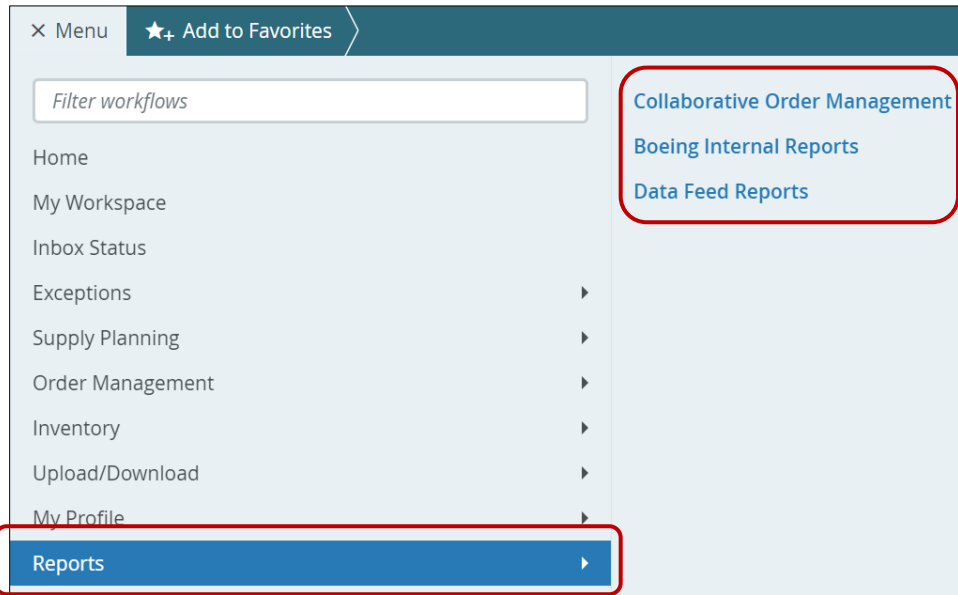 × Menu
★+ Add to Favorites
Filter workflows
Home
My Workspace
Inbox Status
Exceptions
Supply Planning
Order Management
Inventory
Upload/Download
My Profile
Reports
Collaborative Order Management
Boeing Internal Reports
Data Feed Reports